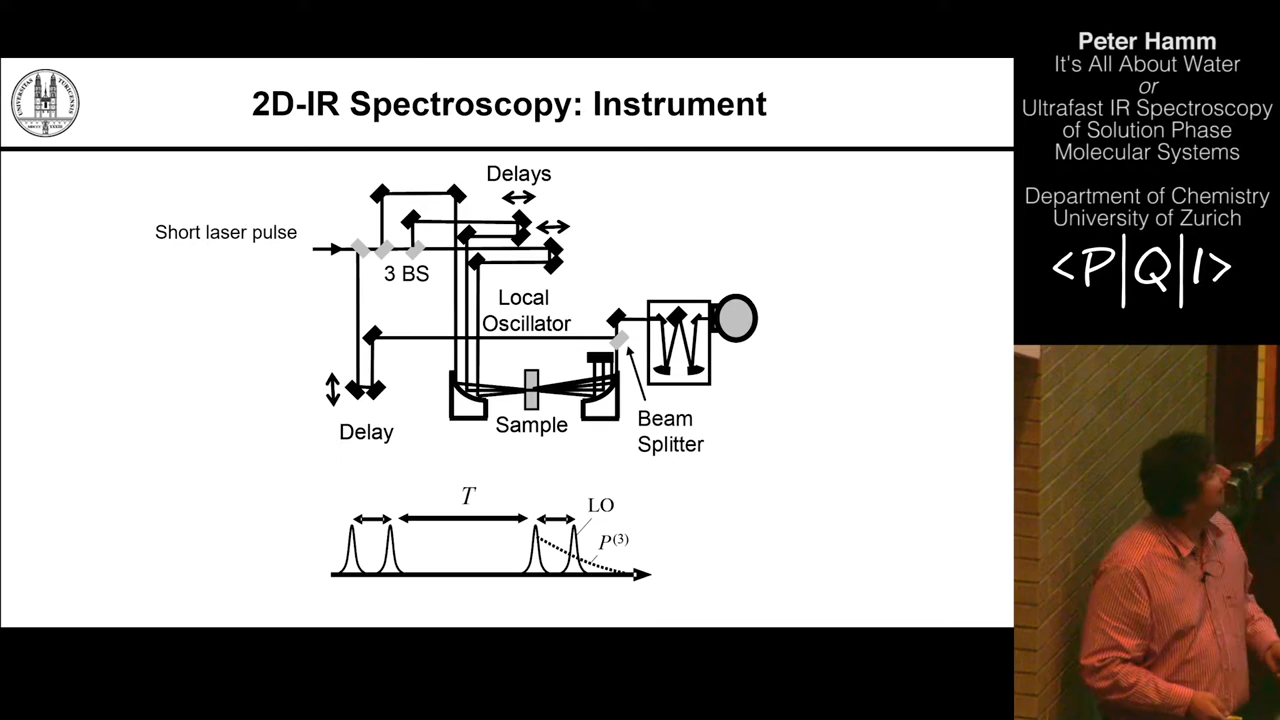 2D-IR Spectroscopy: Instrument
Delays
Short laser pulse
3 BS
Local
Oscillator
Sample
Beam
Splitter
Delay
T
LO
P(3)
Peter Hamm
It's All About Water
or
Ultrafast IR Spectroscopy
of Solution Phase
Molecular Systems
Department of Chemistry
University of Zurich
<P|Q|I>